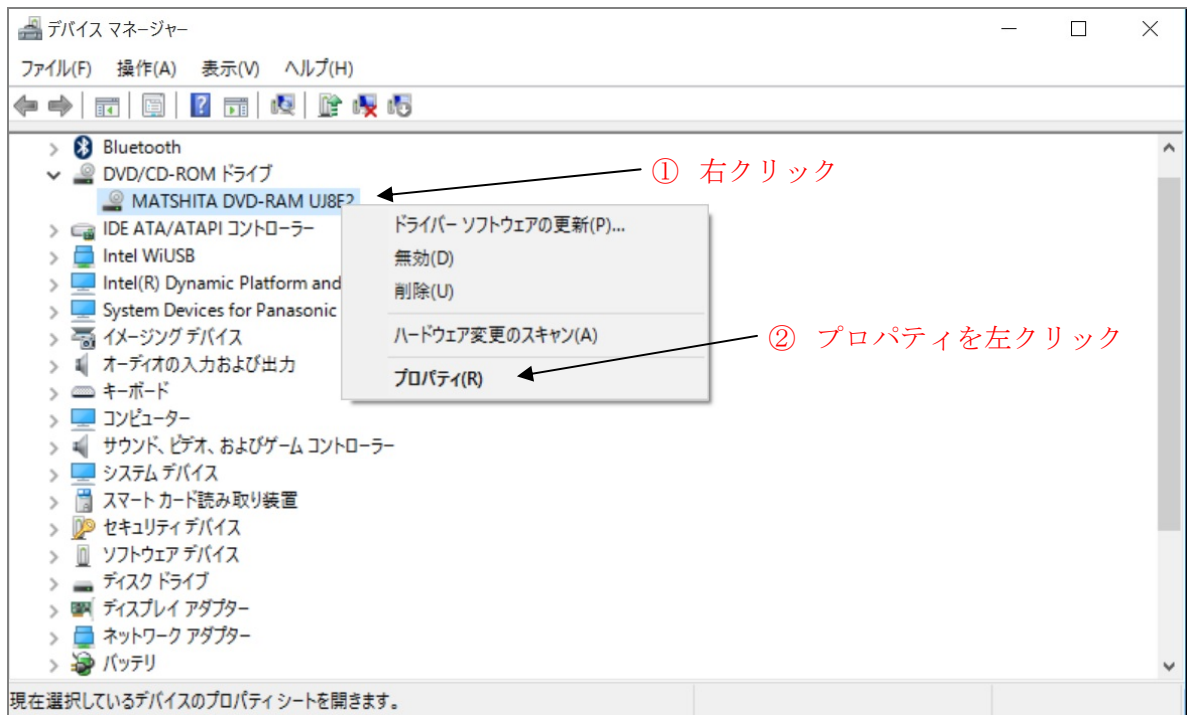 デバイス マネージャー
ファイル(F) 操作(A) 表示(V) ヘルプ(H)
Bluetooth
DVD/CD-ROM ドライブ
① 右クリック
MATSHITA DVD-RAM UJ8E2
IDE ATA/ATAPI コントローラー
ドライバー ソフトウェアの更新(P)...
Intel WiUSB
無効(D)
Intel(R) Dynamic Platform and
削除(U)
System Devices for Panasonic
イメージング デバイス
ハードウェア変更のスキャン(A)
② プロパティを左クリック
オーディオの入力および出力
プロパティ(R)
キーボード
コンピューター
サウンド、ビデオ、およびゲーム コントローラー
システム デバイス
スマート カード読み取り装置
セキュリティ デバイス
ソフトウェア デバイス
ディスク ドライブ
ディスプレイ アダプター
ネットワーク アダプター
バッテリ
現在選択しているデバイスのプロパティ シートを開きます。